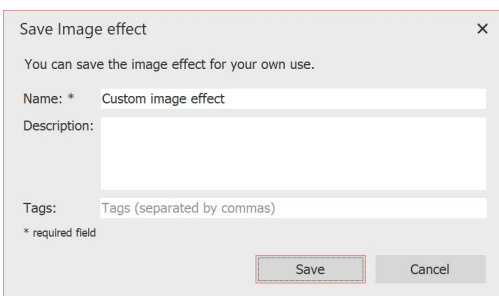 Save Image effect
You can save the image effect for your own use.
Name: * Custom image effect
Description:
Tags: Tags (separated by commas)
* required field
Save Cancel